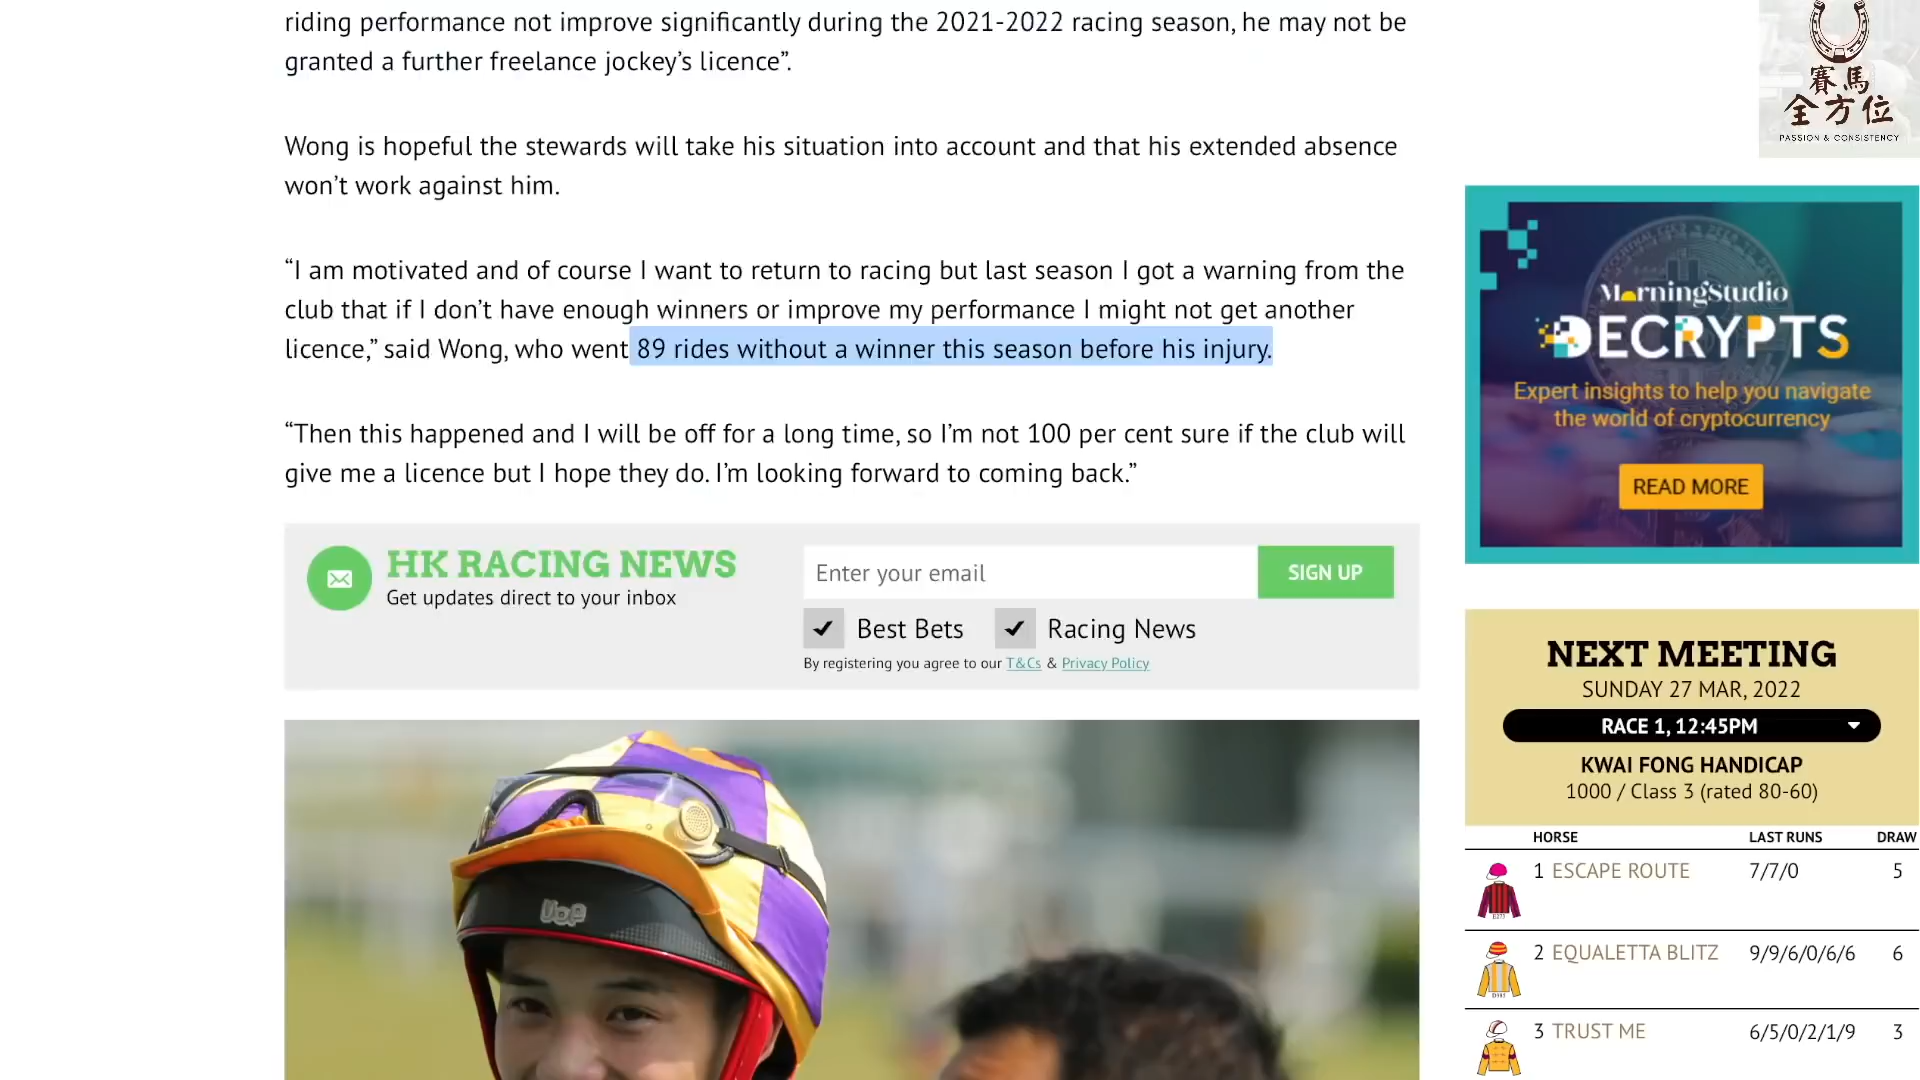 riding performance not improve significantly during the 2021-2022 racing season, he may not be
granted a further freelance jockey’s licence”.
Wong is hopeful the stewards will take his situation into account and that his extended absence
won’t work against him.
“I am motivated and of course I want to return to racing but last season I got a warning from the
club that if I don’t have enough winners or improve my performance I might not get another
licence,” said Wong, who went 89 rides without a winner this season before his injury.
“Then this happened and I will be off for a long time, so I’m not 100 per cent sure if the club will
give me a licence but I hope they do. I’m looking forward to coming back.”
HK RACING NEWS
Get updates direct to your inbox
Enter your email
SIGN UP
Best Bets
Racing News
By registering you agree to our T&Cs & Privacy Policy
UOP
賽馬
全方位
PASSION & CONSISTENCY
MorningStudio
DECRYPTS
Expert insights to help you navigate
the world of cryptocurrency
READ MORE
NEXT MEETING
SUNDAY 27 MAR, 2022
RACE 1, 12:45PM
KWAI FONG HANDICAP
1000 / Class 3 (rated 80-60)
HORSE LAST RUNS DRAW
1 ESCAPE ROUTE 7/7/0 5
2 EQUALETTA BLITZ 9/9/6/0/6/6 6
3 TRUST ME 6/5/0/2/1/9 3